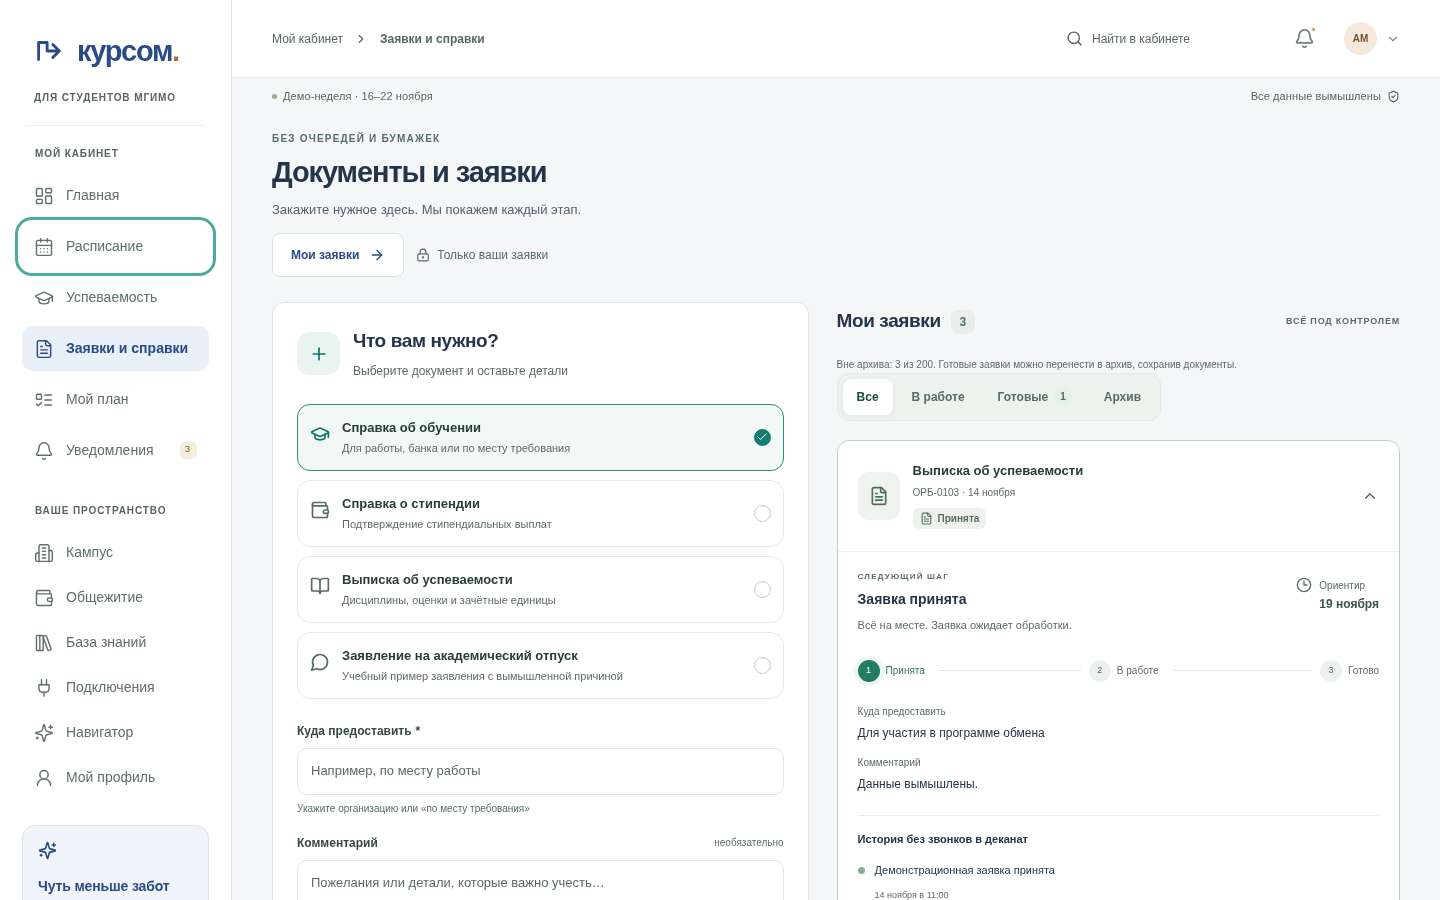 курсом.
ДЛЯ СТУДЕНТОВ МГИМО
МОЙ КАБИНЕТ
Главная
Расписание
Успеваемость
Заявки и справки
Мой план
Уведомления 3
ВАШЕ ПРОСТРАНСТВО
Кампус
Общежитие
База знаний
Подключения
Навигатор
Мой профиль
Чуть меньше забот
Мой кабинет Заявки и справки
Найти в кабинете
АМ
Демо-неделя · 16–22 ноября
Все данные вымышлены
БЕЗ ОЧЕРЕДЕЙ И БУМАЖЕК
Документы и заявки
Закажите нужное здесь. Мы покажем каждый этап.
Мои заявки
Только ваши заявки
Что вам нужно?
Выберите документ и оставьте детали
Справка об обучении
Для работы, банка или по месту требования
Справка о стипендии
Подтверждение стипендиальных выплат
Выписка об успеваемости
Дисциплины, оценки и зачётные единицы
Заявление на академический отпуск
Учебный пример заявления с вымышленной причиной
Куда предоставить *
Например, по месту работы
Укажите организацию или «по месту требования»
Комментарий необязательно
Пожелания или детали, которые важно учесть…
Мои заявки 3
ВСЁ ПОД КОНТРОЛЕМ
Вне архива: 3 из 200. Готовые заявки можно перенести в архив, сохранив документы.
Все В работе Готовые 1 Архив
Выписка об успеваемости
ОРБ-0103 · 14 ноября
Принята
СЛЕДУЮЩИЙ ШАГ
Заявка принята
Всё на месте. Заявка ожидает обработки.
Ориентир
19 ноября
1 Принята 2 В работе 3 Готово
Куда предоставить
Для участия в программе обмена
Комментарий
Данные вымышлены.
История без звонков в деканат
Демонстрационная заявка принята
14 ноября в 11:00